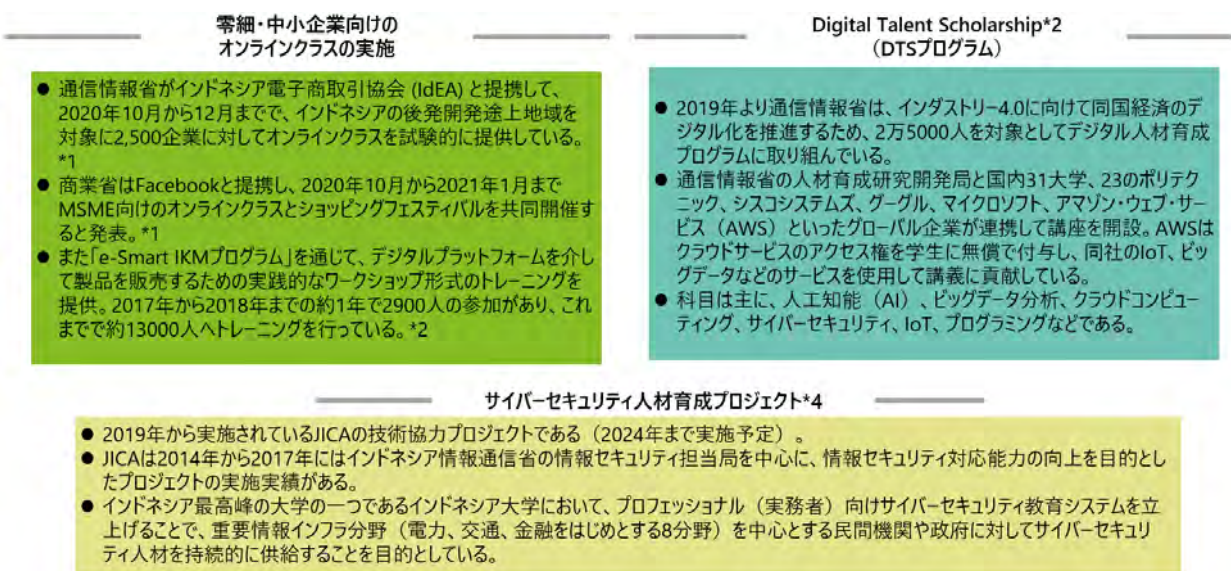 零細・中小企業向けの
オンラインクラスの実施
● 通信情報省がインドネシア電子商取引協会 (IdEA) と提携して、
2020年10月から12月までで、インドネシアの後発開発途上地域を
対象に2,500企業に対してオンラインクラスを試験的に提供している。
*1
● 商業省はFacebookと提携し、2020年10月から2021年1月まで
MSME向けのオンラインクラスとショッピングフェスティバルを共同開催す
ると発表。*1
● また「e-Smart IKMプログラム」を通じて、デジタルプラットフォームを介し
て製品を販売するための実践的なワークショップ形式のトレーニングを
提供。2017年から2018年までの約1年で2900人の参加があり、これ
までで約13000人へトレーニングを行っている。*2
Digital Talent Scholarship*2
（DTSプログラム）
● 2019年より通信情報省は、インダストリー4.0に向けて同国経済のデ
ジタル化を推進するため、2万5000人を対象としてデジタル人材育成
プログラムに取り組んでいる。
● 通信情報省の人材育成研究開発局と国内31大学、23のポリテク
ニック、シスコシステムズ、グーグル、マイクロソフト、アマゾン・ウェブ・サー
ビス（AWS）といったグローバル企業が連携して講座を開設。AWSは
クラウドサービスのアクセス権を学生に無償で付与し、同社のIoT、ビッ
グデータなどのサービスを使用して講義に貢献している。
● 科目は主に、人工知能（AI）、ビッグデータ分析、クラウドコンピュー
ティング、サイバーセキュリティ、IoT、プログラミングなどである。
サイバーセキュリティ人材育成プロジェクト*4
● 2019年から実施されているJICAの技術協力プロジェクトである（2024年まで実施予定）。
● JICAは2014年から2017年にはインドネシア情報通信省の情報セキュリティ担当局を中心に、情報セキュリティ対応能力の向上を目的とし
たプロジェクトの実施実績がある。
● インドネシア最高峰の大学の一つであるインドネシア大学において、プロフェッショナル（実務者）向けサイバーセキュリティ教育システムを立
上げることで、重要情報インフラ分野（電力、交通、金融をはじめとする8分野）を中心とする民間機関や政府に対してサイバーセキュリ
ティ人材を持続的に供給することを目的としている。